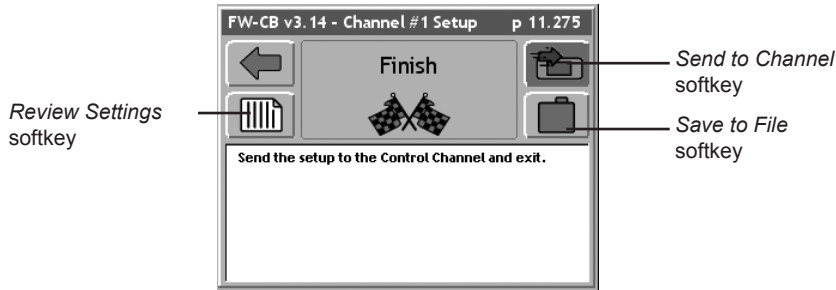 FW-CB v3.14 - Channel #1 Setup p 11.275
Finish
Send to Channel
softkey
Review Settings
softkey
Save to File
softkey
Send the setup to the Control Channel and exit.